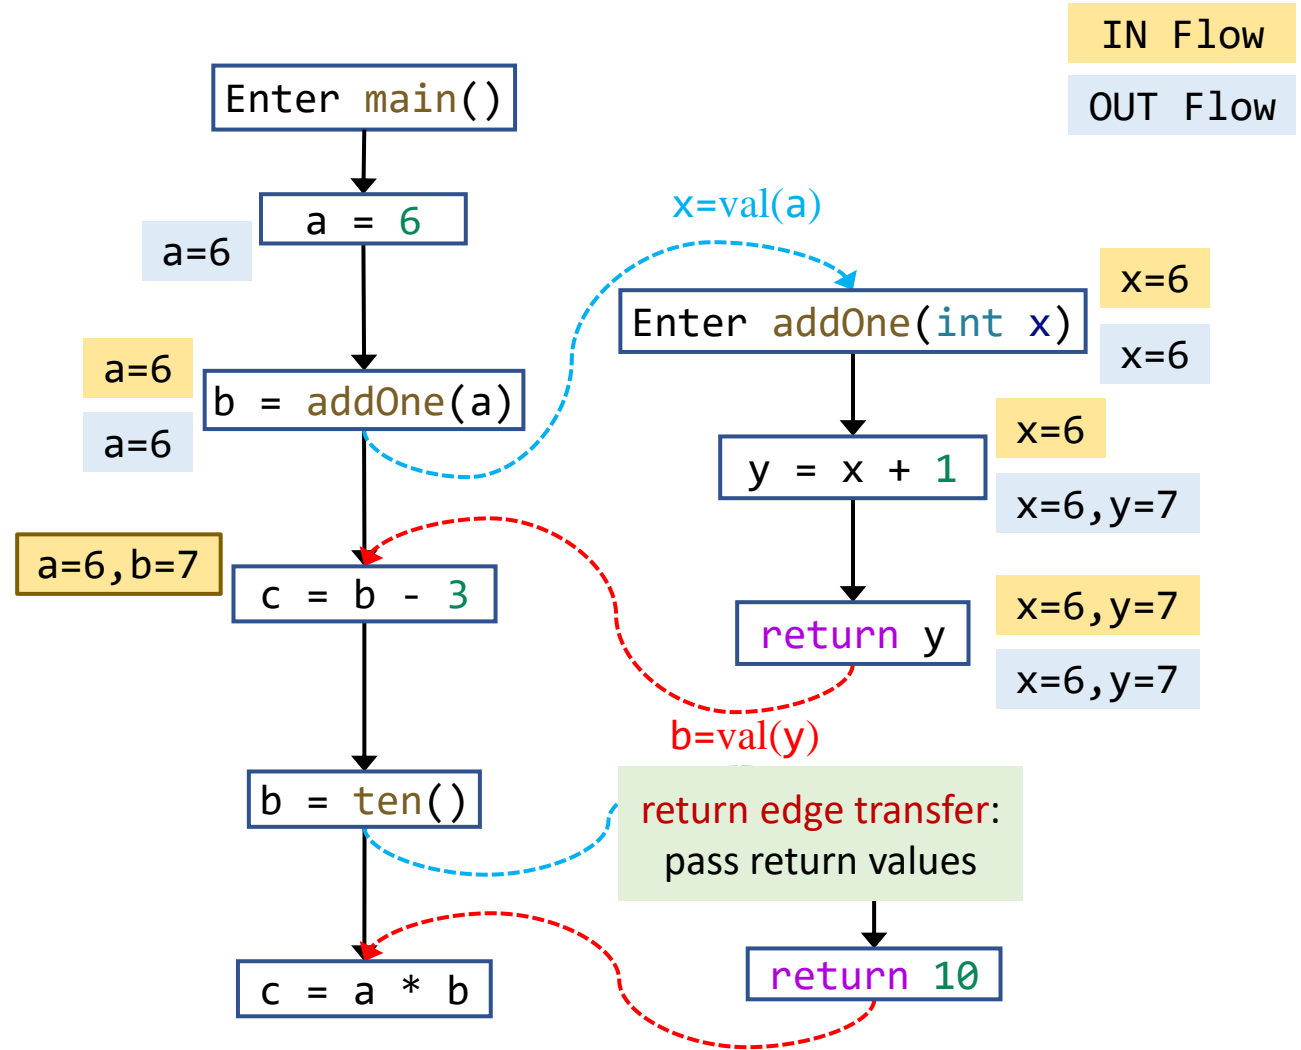 IN Flow
OUT Flow
Enter main()
a = 6
a=6
x=val(a)
Enter addOne(int x)
x=6
x=6
a=6
b = addOne(a)
a=6
y = x + 1
x=6
x=6,y=7
a=6,b=7
c = b - 3
return y
x=6,y=7
x=6,y=7
b=val(y)
b = ten()
return edge transfer:
pass return values
return 10
c = a * b